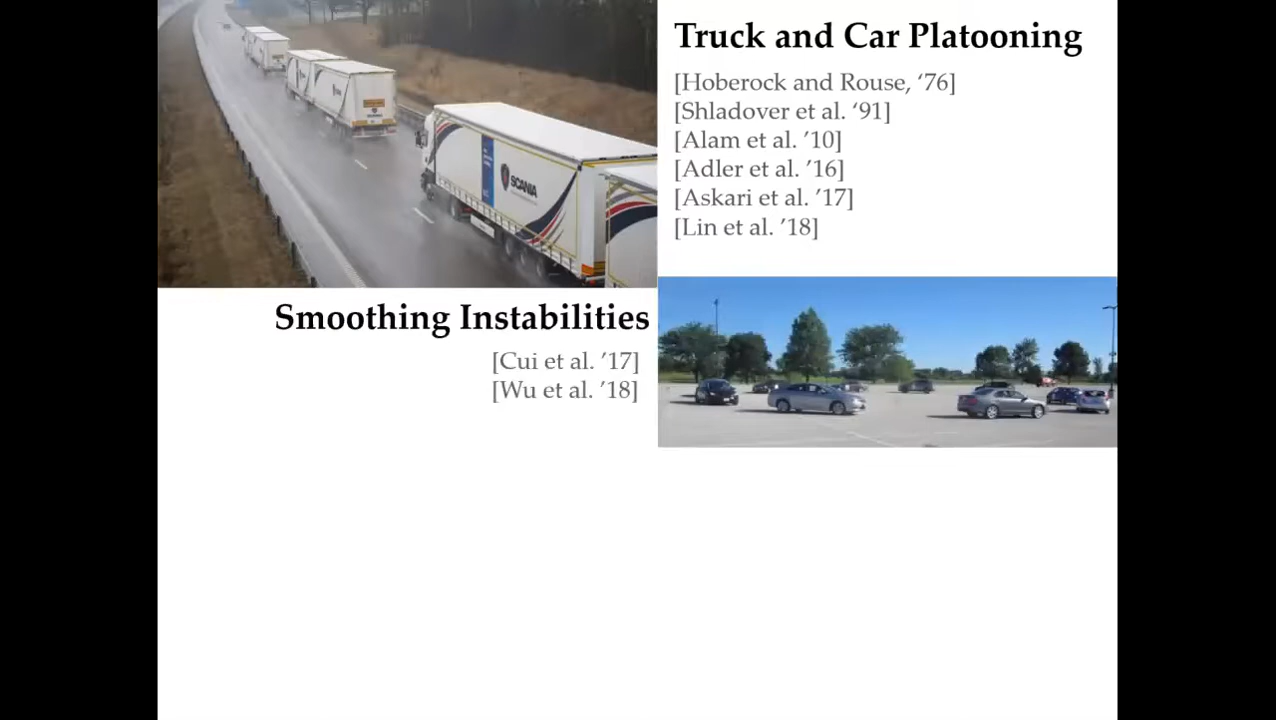 SCANIA
Truck and Car Platooning
[Hoberock and Rouse, ‘76]
[Shladover et al. ‘91]
[Alam et al. ’10]
[Adler et al. ’16]
[Askari et al. ’17]
[Lin et al. ’18]
Smoothing Instabilities
[Cui et al. ’17]
[Wu et al. ’18]